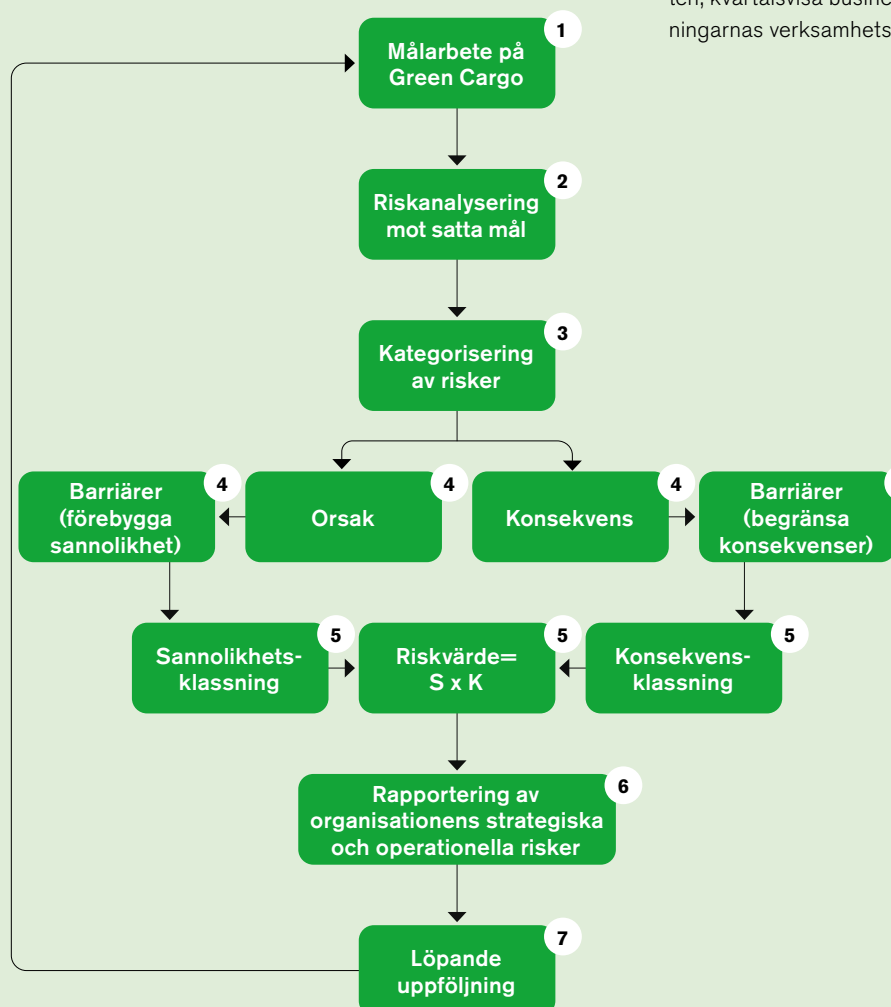 ten, kvartalsvisa busine
ningarnas verksamhets
1
Målarbete på
Green Cargo
2
Riskanalysering
mot satta mål
3
Kategorisering
av risker
4
Barriärer
(förebygga
sannolikhet)
4
Orsak
4
Konsekvens
Barriärer
(begränsa
konsekvenser)
5
Sannolikhets-
klassning
5
Riskvärde=
S x K
5
Konsekvens-
klassning
6
Rapportering av
organisationens strategiska
och operationella risker
7
Löpande
uppföljning